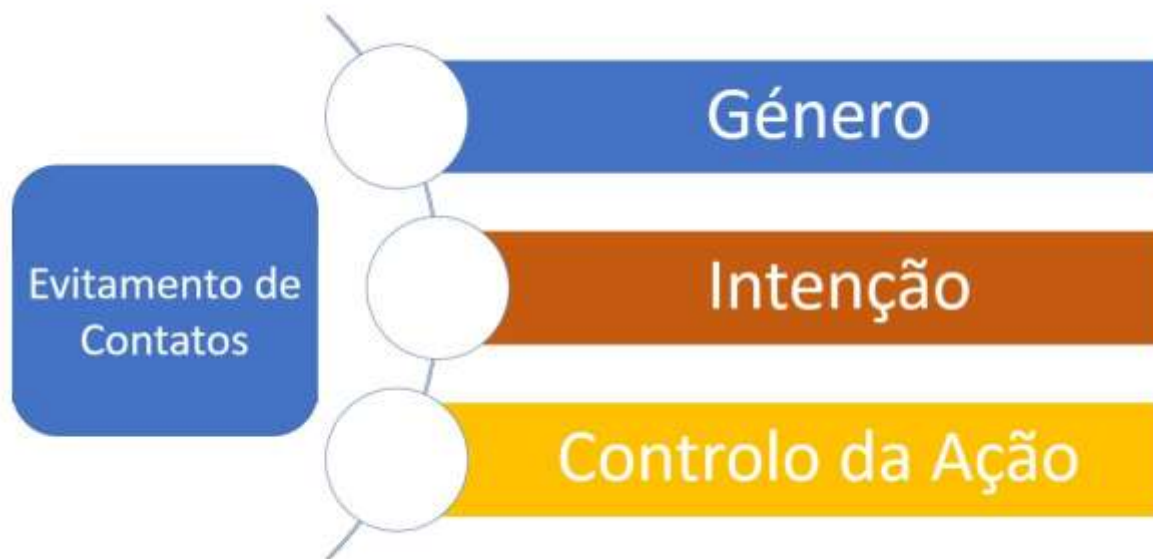 Género
Evitamento de
Contatos
Intenção
Controlo da Ação